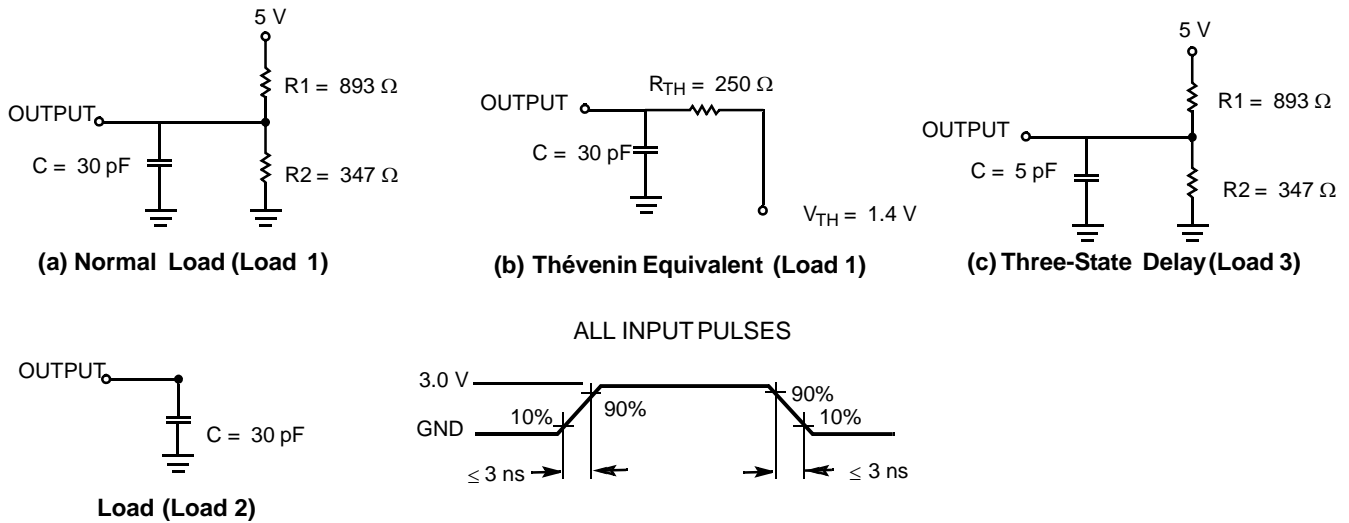 5 V
R1 = 893 Ω
OUTPUT
C = 30 pF
R2 = 347 Ω
(a) Normal Load (Load 1)
RTH = 250 Ω
OUTPUT
C = 30 pF
VTH = 1.4 V
(b) Thévenin Equivalent (Load 1)
5 V
R1 = 893 Ω
OUTPUT
C = 5 pF
R2 = 347 Ω
(c) Three-State Delay (Load 3)
OUTPUT
C = 30 pF
Load (Load 2)
ALL INPUT PULSES
3.0 V
90%
90%
10%
10%
GND
≤ 3 ns
≤ 3 ns